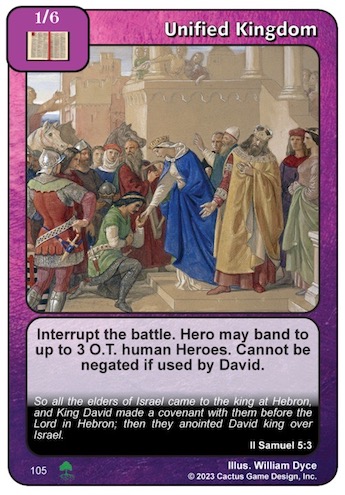 1/6
Unified Kingdom
Interrupt the battle. Hero may band to
up to 3 O.T. human Heroes. Cannot be
negated if used by David.
So all the elders of Israel came to the king at Hebron,
and King David made a covenant with them before the
Lord in Hebron; then they anointed David king over
Israel.
II Samuel 5:3
Illus. William Dyce
105
© 2023 Cactus Game Design, Inc.